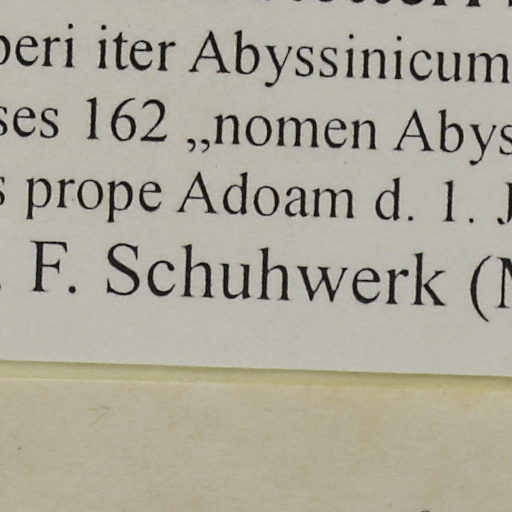 peri iter Abyssinicum
ses 162 „nomen Abys
s prope Adoam d. 1. J
. F. Schuhwerk (M